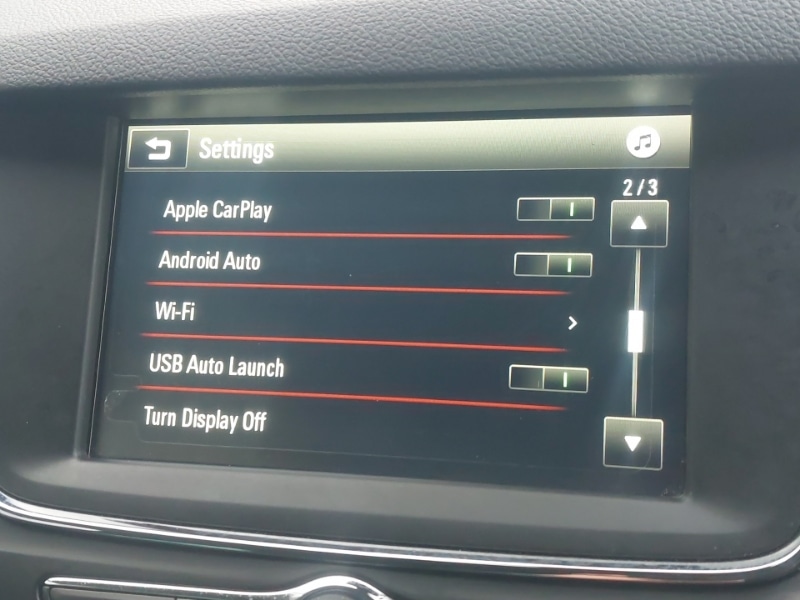 Settings
2/3
Apple CarPlay
Android Auto
Wi-Fi
USB Auto Launch
Turn Display Off